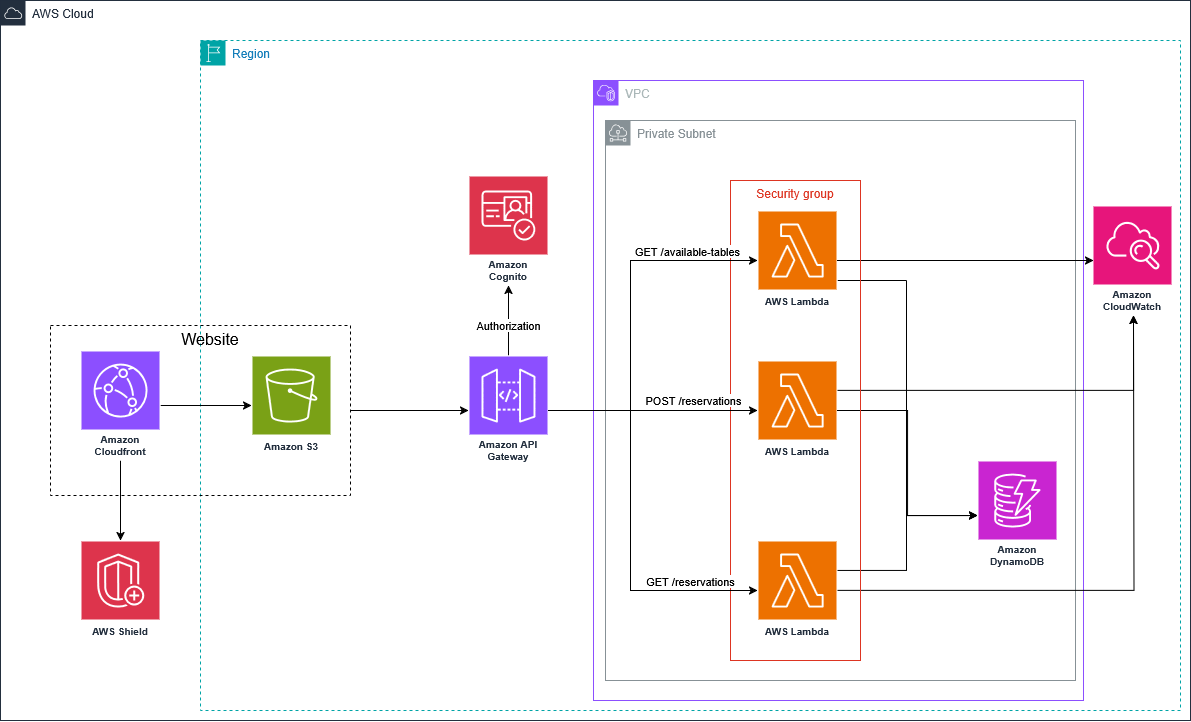 AWS Cloud
Region
VPC
Private Subnet
Security group
Amazon
Cognito
GET /available-tables
AWS Lambda
Amazon
CloudWatch
Authorization
Website
Amazon
Cloudfront
Amazon S3
Amazon API
Gateway
POST /reservations
AWS Lambda
Amazon
DynamoDB
GET /reservations
AWS Lambda
AWS Shield